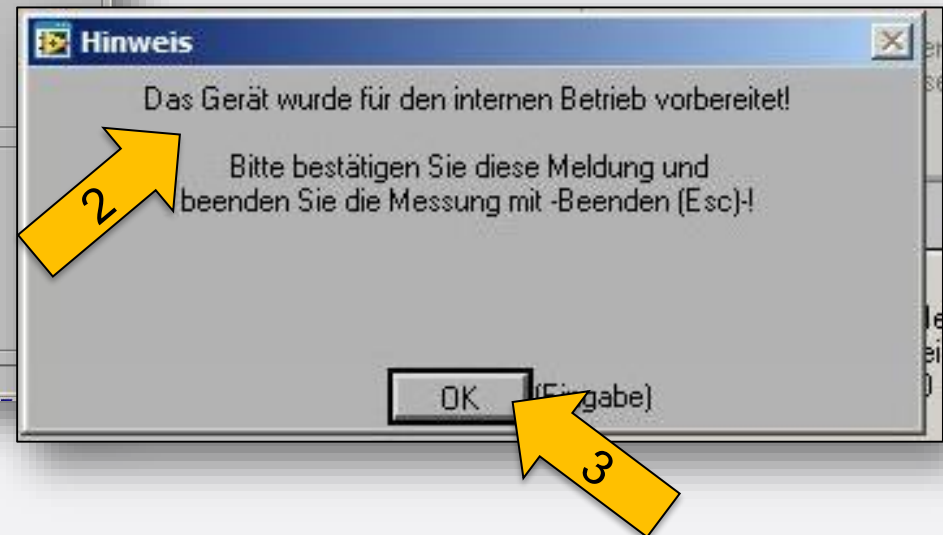 Hinweis
Das Gerät wurde für den internen Betrieb vorbereitet!
Bitte bestätigen Sie diese Meldung und
beenden Sie die Messung mit -Beenden (Esc)-!
2
OK (Eingabe)
3